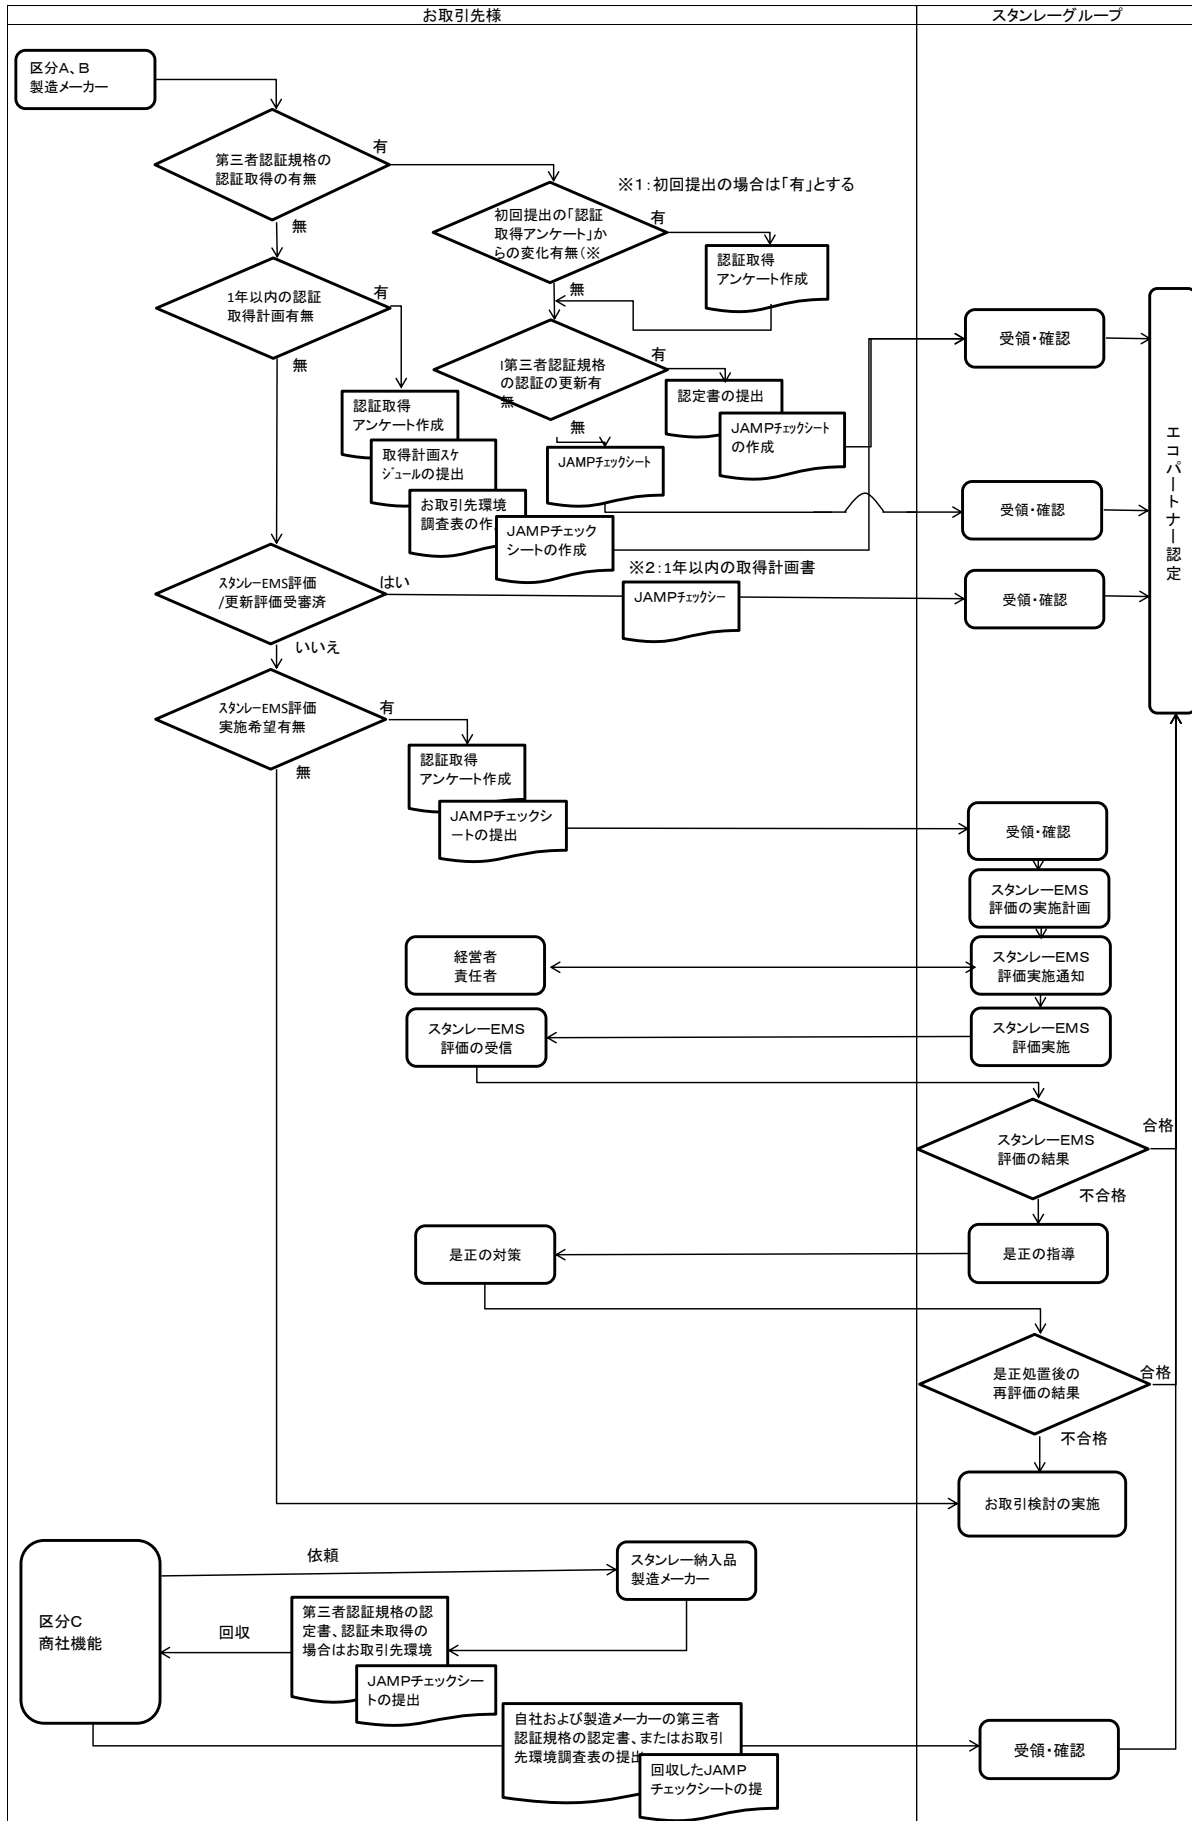 お取引先様
スタンレーグループ
区分A、B
製造メーカー
第三者認証規格の
認証取得の有無
有
無
※1:初回提出の場合は「有」とする
初回提出の「認証
取得アンケート」か
らの変化有無(※
有
無
認証取得
アンケート作成
1年以内の認証
取得計画有無
有
無
I第三者認証規格
の認証の更新有
無
有
無
認定書の提出
JAMPチェックシート
の作成
JAMPチェックシート
認証取得
アンケート作成
取得計画スケ
ジュールの提出
お取引先環境
調査表の作
JAMPチェック
シートの作成
受領・確認
受領・確認
エコパートナー認定
※2:1年以内の取得計画書
スタンレーEMS評価
/更新評価受審済
はい
いいえ
JAMPチェックシー
受領・確認
スタンレーEMS評価
実施希望有無
有
無
認証取得
アンケート作成
JAMPチェックシ
ートの提出
受領・確認
スタンレーEMS
評価の実施計画
経営者
責任者
スタンレーEMS
評価実施通知
スタンレーEMS
評価の受信
スタンレーEMS
評価実施
スタンレーEMS
評価の結果
合格
不合格
是正の対策
是正の指導
是正処置後の
再評価の結果
合格
不合格
お取引検討の実施
区分C
商社機能
依頼
スタンレー納入品
製造メーカー
回収
第三者認証規格の認
定書、認証未取得の
場合はお取引先環境
JAMPチェックシー
トの提出
自社および製造メーカーの第三者
認証規格の認定書、またはお取引
先環境調査表の提出
回収したJAMP
チェックシートの提
受領・確認